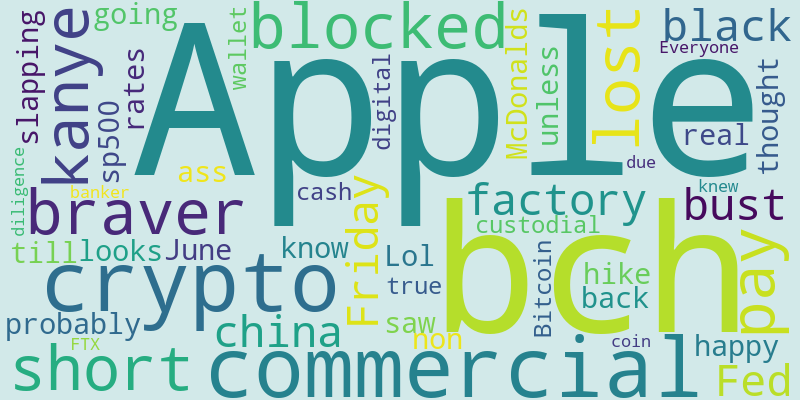 going
blocked
black
Everyone
slapping
kanye
rates
wallet
Apple
digital
McDonalds
unless
lost
real
thought
sp500
ass
due
diligence
banker
braver
cash
Friday
factory
knew
bust
custodial
till
looks
June
know
Lol
bch
pay
crypto
true
Bitcoin
hike
back
probably
FTX
china
saw
non
coin
happy
short
commercial
Fed